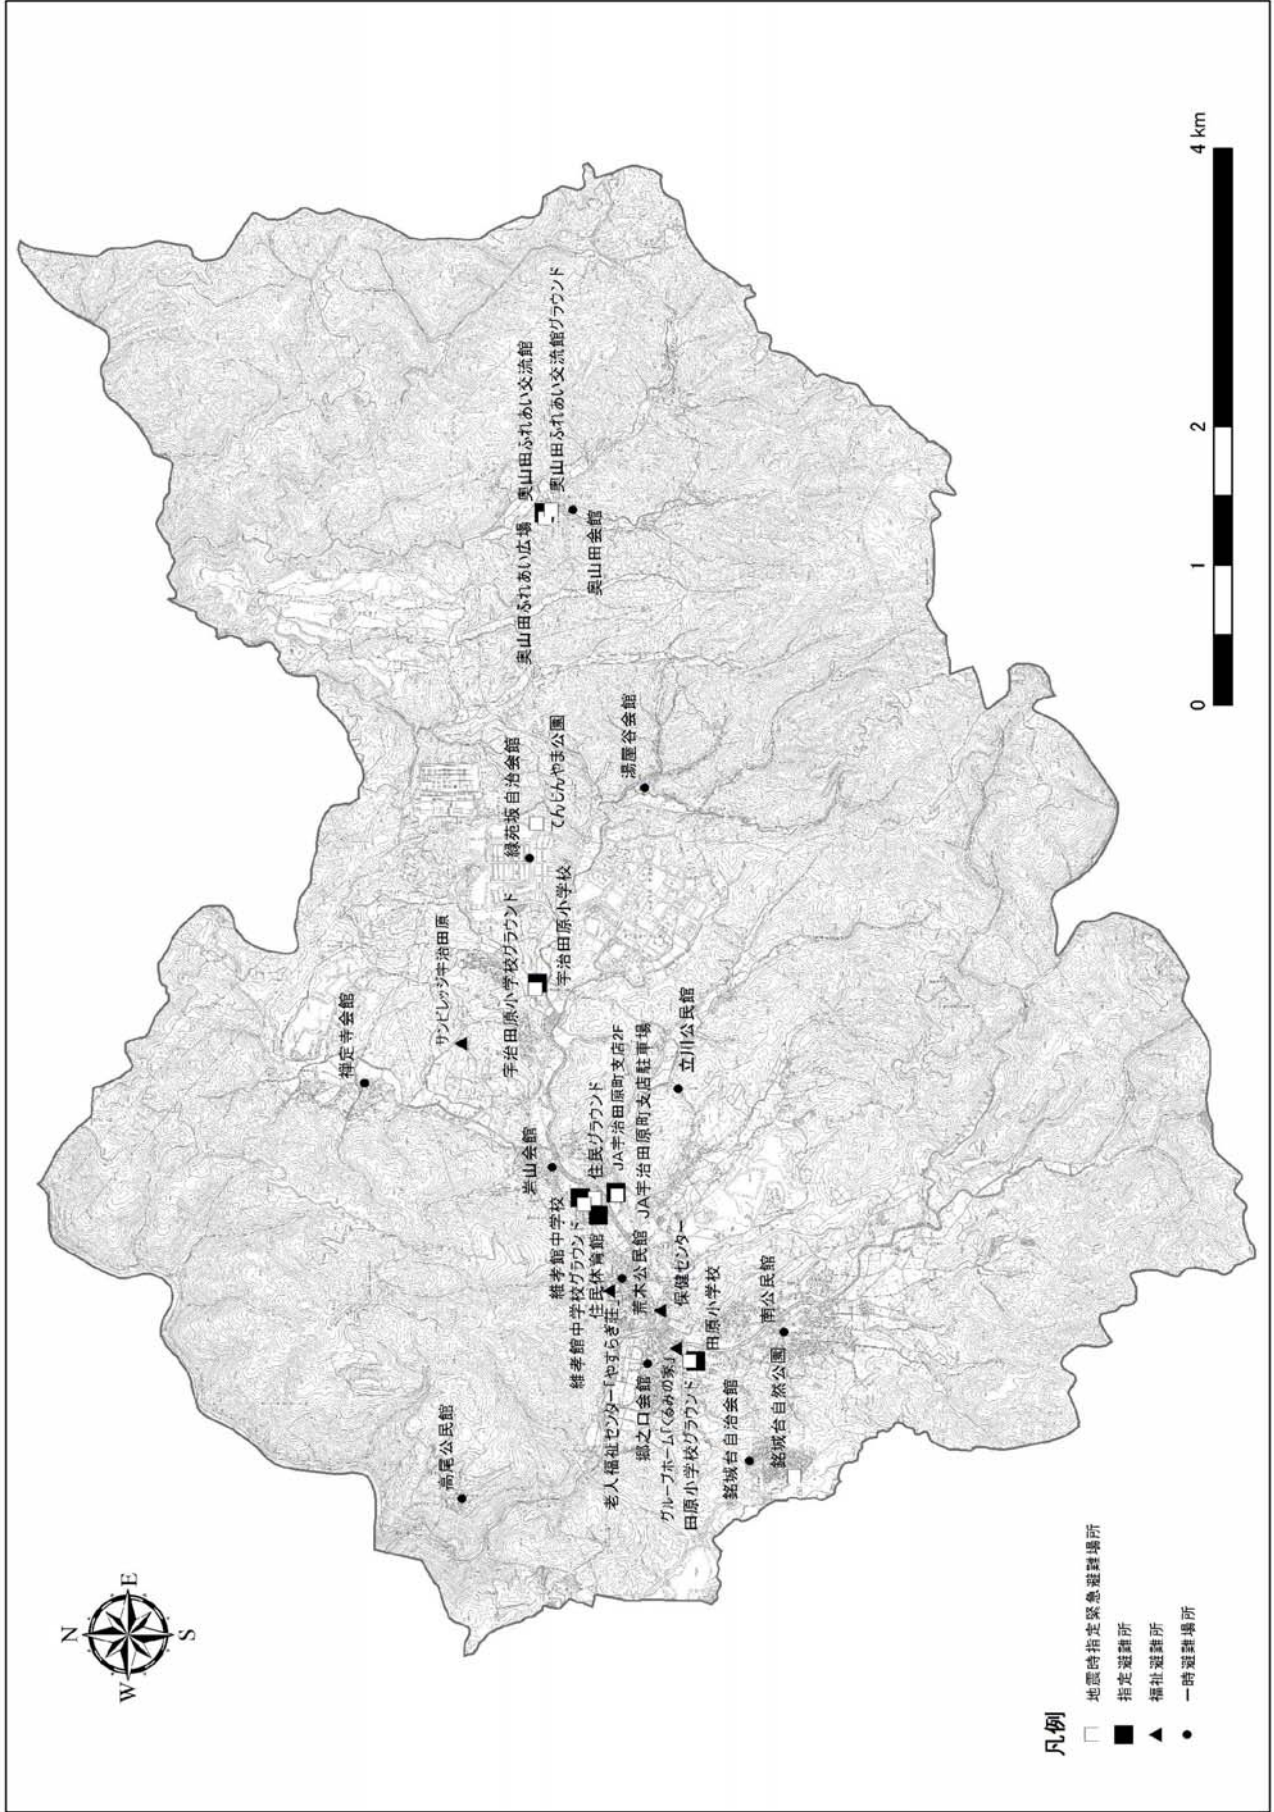 N
W
E
S
禅定寺会館
サンビレッジ宇治田原
高尾公民館
岩山会館
宇治田原小学校グラウンド
宇治田原小学校
緑苑坂自治会館
てんじんやま公園
奥山田ふれあい広場
奥山田ふれあい交流館
奥山田ふれあい交流館グラウンド
奥山田会館
湯屋谷会館
維孝館中学校
維孝館中学校グラウンド
住民体育館
住民グラウンド
JA宇治田原町支店2F
JA宇治田原町支店駐車場
立川公民館
老人福祉センター「やすらぎ荘」
荒木公民館
郷之口会館
保健センター
グループホーム「くるみの家」
田原小学校グラウンド
田原小学校
銘城台自治会館
銘城台自然公園
南公民館
凡例
地震時指定緊急避難場所
指定避難所
福祉避難所
一時避難場所
0
1
2
4 km